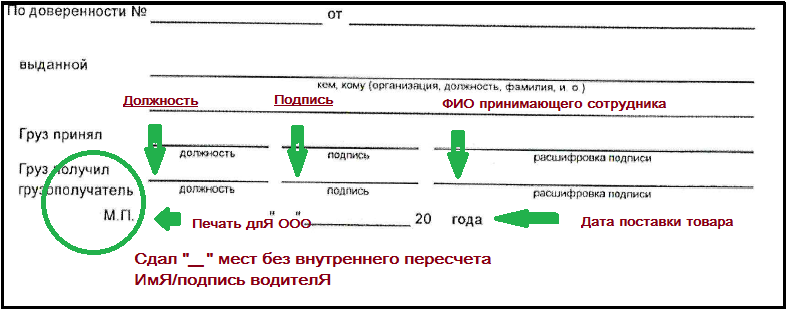 По доверенности № от
выданной
кем, кому (организация, должность, фамилия, и. о )
Должность Подпись ФИО принимающего сотрудника
Груз принял
должность подпись расшифровка подписи
Груз получил
грузополучатель
должность подпись расшифровка подписи
М.П. Печать длЯ ООО " “ 20 года Дата поставки товара
Сдал "__" мест без внутреннего пересчета
ИмЯ/подпись водителЯ